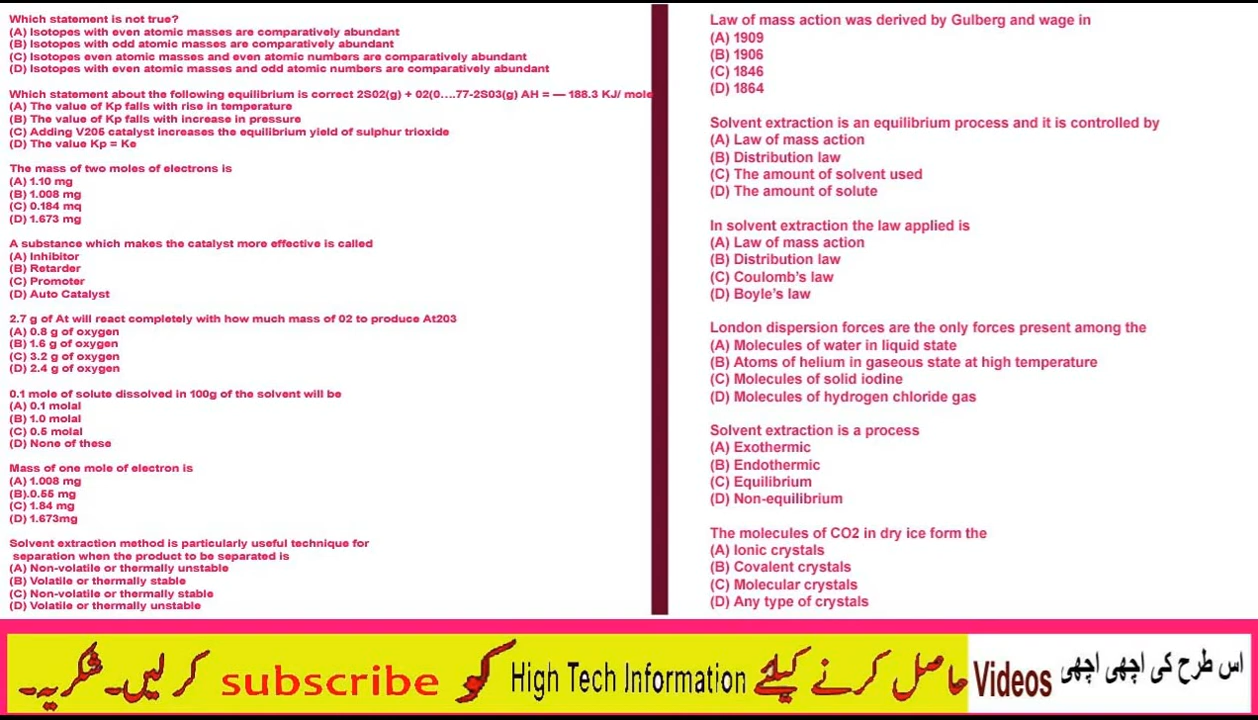 Which statement is not true?
(A) Isotopes with even atomic masses are comparatively abundant
(B) Isotopes with odd atomic masses are comparatively abundant
(C) Isotopes even atomic masses and even atomic numbers are comparatively abundant
(D) Isotopes with even atomic masses and odd atomic numbers are comparatively abundant
Which statement about the following equilibrium is correct 2S02(g) + 02(0....77-2S03(g) AH = — 188.3 KJ/ mole
(A) The value of Kp falls with rise in temperature
(B) The value of Kp falls with increase in pressure
(C) Adding V205 catalyst increases the equilibrium yield of sulphur trioxide
(D) The value Kp = Ke
The mass of two moles of electrons is
(A) 1.10 mg
(B) 1.008 mg
(C) 0.184 mq
(D) 1.673 mg
A substance which makes the catalyst more effective is called
(A) Inhibitor
(B) Retarder
(C) Promoter
(D) Auto Catalyst
2.7 g of At will react completely with how much mass of 02 to produce At203
(A) 0.8 g of oxygen
(B) 1.6 g of oxygen
(C) 3.2 g of oxygen
(D) 2.4 g of oxygen
0.1 mole of solute dissolved in 100g of the solvent will be
(A) 0.1 molal
(B) 1.0 molal
(C) 0.5 molal
(D) None of these
Mass of one mole of electron is
(A) 1.008 mg
(B).0.55 mg
(C) 1.84 mg
(D) 1.673mg
Solvent extraction method is particularly useful technique for
separation when the product to be separated is
(A) Non-volatile or thermally unstable
(B) Volatile or thermally stable
(C) Non-volatile or thermally stable
(D) Volatile or thermally unstable
Law of mass action was derived by Gulberg and wage in
(A) 1909
(B) 1906
(C) 1846
(D) 1864
Solvent extraction is an equilibrium process and it is controlled by
(A) Law of mass action
(B) Distribution law
(C) The amount of solvent used
(D) The amount of solute
In solvent extraction the law applied is
(A) Law of mass action
(B) Distribution law
(C) Coulomb's law
(D) Boyle's law
London dispersion forces are the only forces present among the
(A) Molecules of water in liquid state
(B) Atoms of helium in gaseous state at high temperature
(C) Molecules of solid iodine
(D) Molecules of hydrogen chloride gas
Solvent extraction is a process
(A) Exothermic
(B) Endothermic
(C) Equilibrium
(D) Non-equilibrium
The molecules of CO2 in dry ice form the
(A) Ionic crystals
(B) Covalent crystals
(C) Molecular crystals
(D) Any type of crystals
اس طرح کی اچھی اچھی Videos حاصل کرنے کیلئے High Tech Information کو subscribe کر لیں۔ شکریہ۔